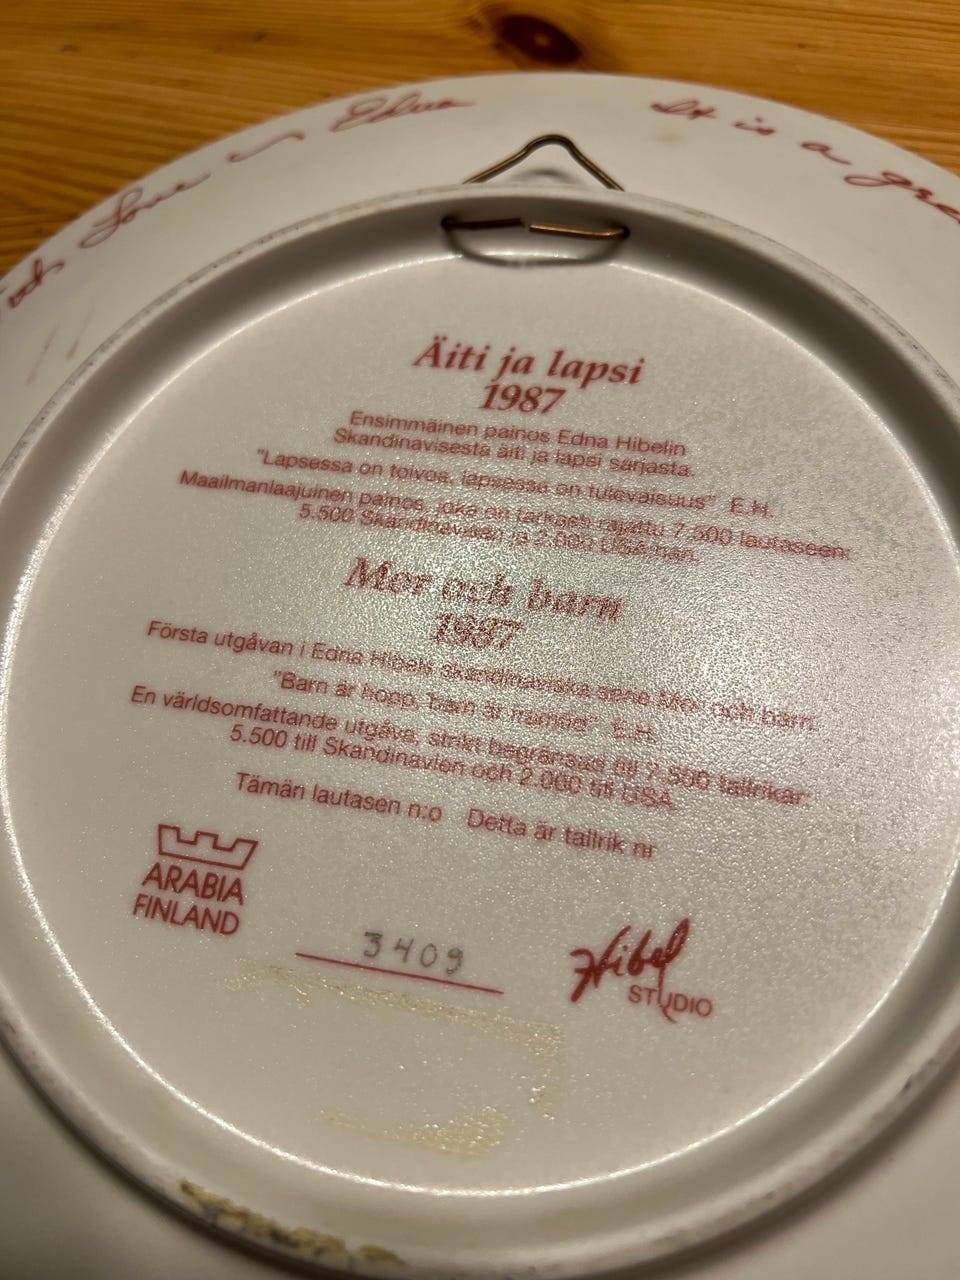 Love Edna
It is a gre
Äiti ja lapsi
1987
Ensimmäinen painos Edna Hibelin
Skandinavisesta äiti ja lapsi sarjasta.
"Lapsessa on toivoa, lapsessa on tulevaisuus" E.H.
Maailmanlaajuinen painos, joka on tarkasti rajattu 7.500 lautaseen:
5.500 Skandinaviaan ja 2.000 USA:han.
Mor och barn
1987
Första utgåvan i Edna Hibels skandinaviska serie Mor och barn.
"Barn är hopp, barn är framtid" E.H.
En världsomfattande utgåva, strikt begränsad till 7.500 tallrikar:
5.500 till Skandinavien och 2.000 till USA.
Tämän lautasen n:o Detta är tallrik nr
ARABIA
FINLAND
3409
Hibel
STUDIO